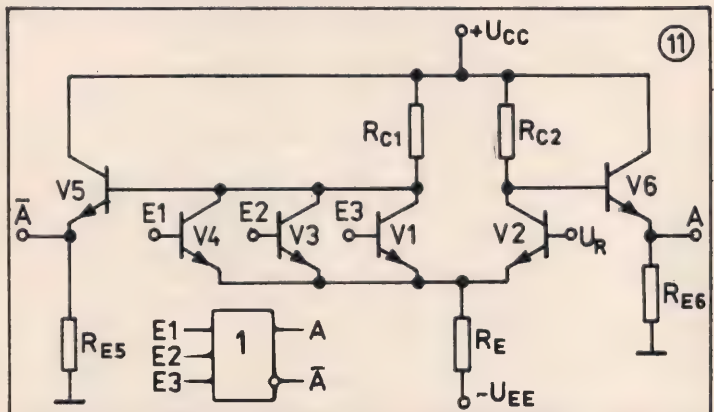 +U_CC
11
R_C1
R_C2
V5
V6
Ā
E1
E2
E3
A
V4
V3
V1
V2
U_R
R_E5
E1
E2
E3
1
A
Ā
R_E
R_E6
-U_EE